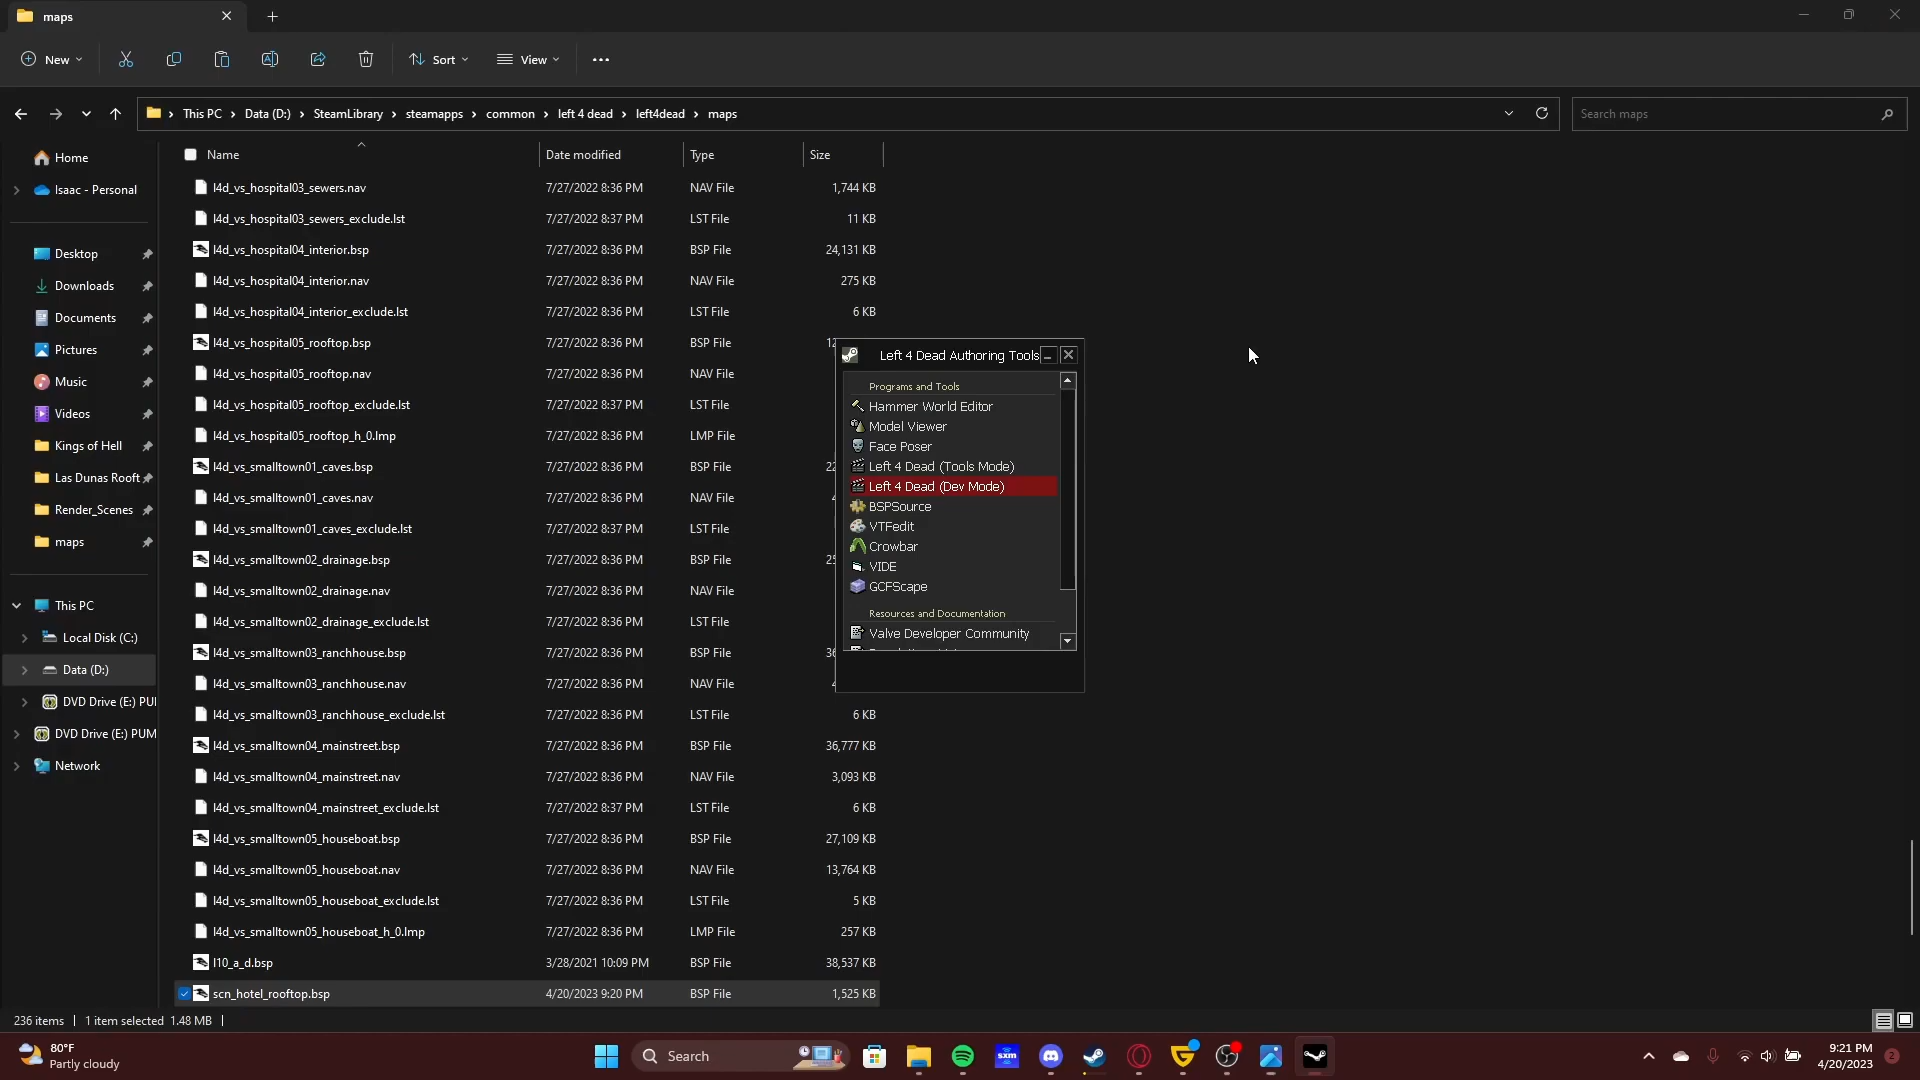 maps
New
Sort
View
This PC
Data (D:)
SteamLibrary
steamapps
common
left 4 dead
left4dead
maps
Search maps
Home
Isaac - Personal
Desktop
Downloads
Documents
Pictures
Music
Videos
Kings of Hell
Las Dunas Rooft
Render_Scenes
maps
This PC
Local Disk (C:)
Data (D:)
DVD Drive (E:) PUI
DVD Drive (E:) PUM
Network
Name Date modified Type Size
l4d_vs_hospital03_sewers.nav 7/27/2022 8:36 PM NAV File 1,744 KB
l4d_vs_hospital03_sewers_exclude.lst 7/27/2022 8:37 PM LST File 11 KB
l4d_vs_hospital04_interior.bsp 7/27/2022 8:36 PM BSP File 24,131 KB
l4d_vs_hospital04_interior.nav 7/27/2022 8:36 PM NAV File 275 KB
l4d_vs_hospital04_interior_exclude.lst 7/27/2022 8:36 PM LST File 6 KB
l4d_vs_hospital05_rooftop.bsp 7/27/2022 8:36 PM BSP File
l4d_vs_hospital05_rooftop.nav 7/27/2022 8:36 PM NAV File
l4d_vs_hospital05_rooftop_exclude.lst 7/27/2022 8:37 PM LST File
l4d_vs_hospital05_rooftop_h_0.lmp 7/27/2022 8:36 PM LMP File
l4d_vs_smalltown01_caves.bsp 7/27/2022 8:36 PM BSP File
l4d_vs_smalltown01_caves.nav 7/27/2022 8:36 PM NAV File
l4d_vs_smalltown01_caves_exclude.lst 7/27/2022 8:37 PM LST File
l4d_vs_smalltown02_drainage.bsp 7/27/2022 8:36 PM BSP File
l4d_vs_smalltown02_drainage.nav 7/27/2022 8:36 PM NAV File
l4d_vs_smalltown02_drainage_exclude.lst 7/27/2022 8:36 PM LST File
l4d_vs_smalltown03_ranchhouse.bsp 7/27/2022 8:36 PM BSP File
l4d_vs_smalltown03_ranchhouse.nav 7/27/2022 8:36 PM NAV File
l4d_vs_smalltown03_ranchhouse_exclude.lst 7/27/2022 8:36 PM LST File 6 KB
l4d_vs_smalltown04_mainstreet.bsp 7/27/2022 8:36 PM BSP File 36,777 KB
l4d_vs_smalltown04_mainstreet.nav 7/27/2022 8:36 PM NAV File 3,093 KB
l4d_vs_smalltown04_mainstreet_exclude.lst 7/27/2022 8:37 PM LST File 6 KB
l4d_vs_smalltown05_houseboat.bsp 7/27/2022 8:36 PM BSP File 27,109 KB
l4d_vs_smalltown05_houseboat.nav 7/27/2022 8:36 PM NAV File 13,764 KB
l4d_vs_smalltown05_houseboat_exclude.lst 7/27/2022 8:36 PM LST File 5 KB
l4d_vs_smalltown05_houseboat_h_0.lmp 7/27/2022 8:36 PM LMP File 257 KB
l10_a_d.bsp 3/28/2021 10:09 PM BSP File 38,537 KB
scn_hotel_rooftop.bsp 4/20/2023 9:20 PM BSP File 1,525 KB
Left 4 Dead Authoring Tools
Programs and Tools
Hammer World Editor
Model Viewer
Face Poser
Left 4 Dead (Tools Mode)
Left 4 Dead (Dev Mode)
BSPSource
VTFedit
Crowbar
VIDE
GCFScape
Resources and Documentation
Valve Developer Community
236 items
1 item selected 1.48 MB
80°F
Partly cloudy
Search
sxm
9:21 PM
4/20/2023
2